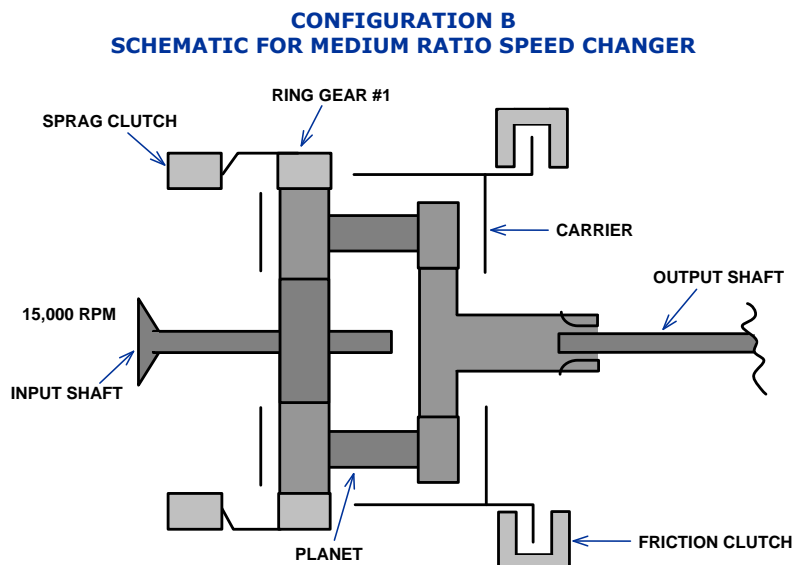 CONFIGURATION B
SCHEMATIC FOR MEDIUM RATIO SPEED CHANGER
RING GEAR #1
SPRAG CLUTCH
CARRIER
OUTPUT SHAFT
15,000 RPM
INPUT SHAFT
FRICTION CLUTCH
PLANET